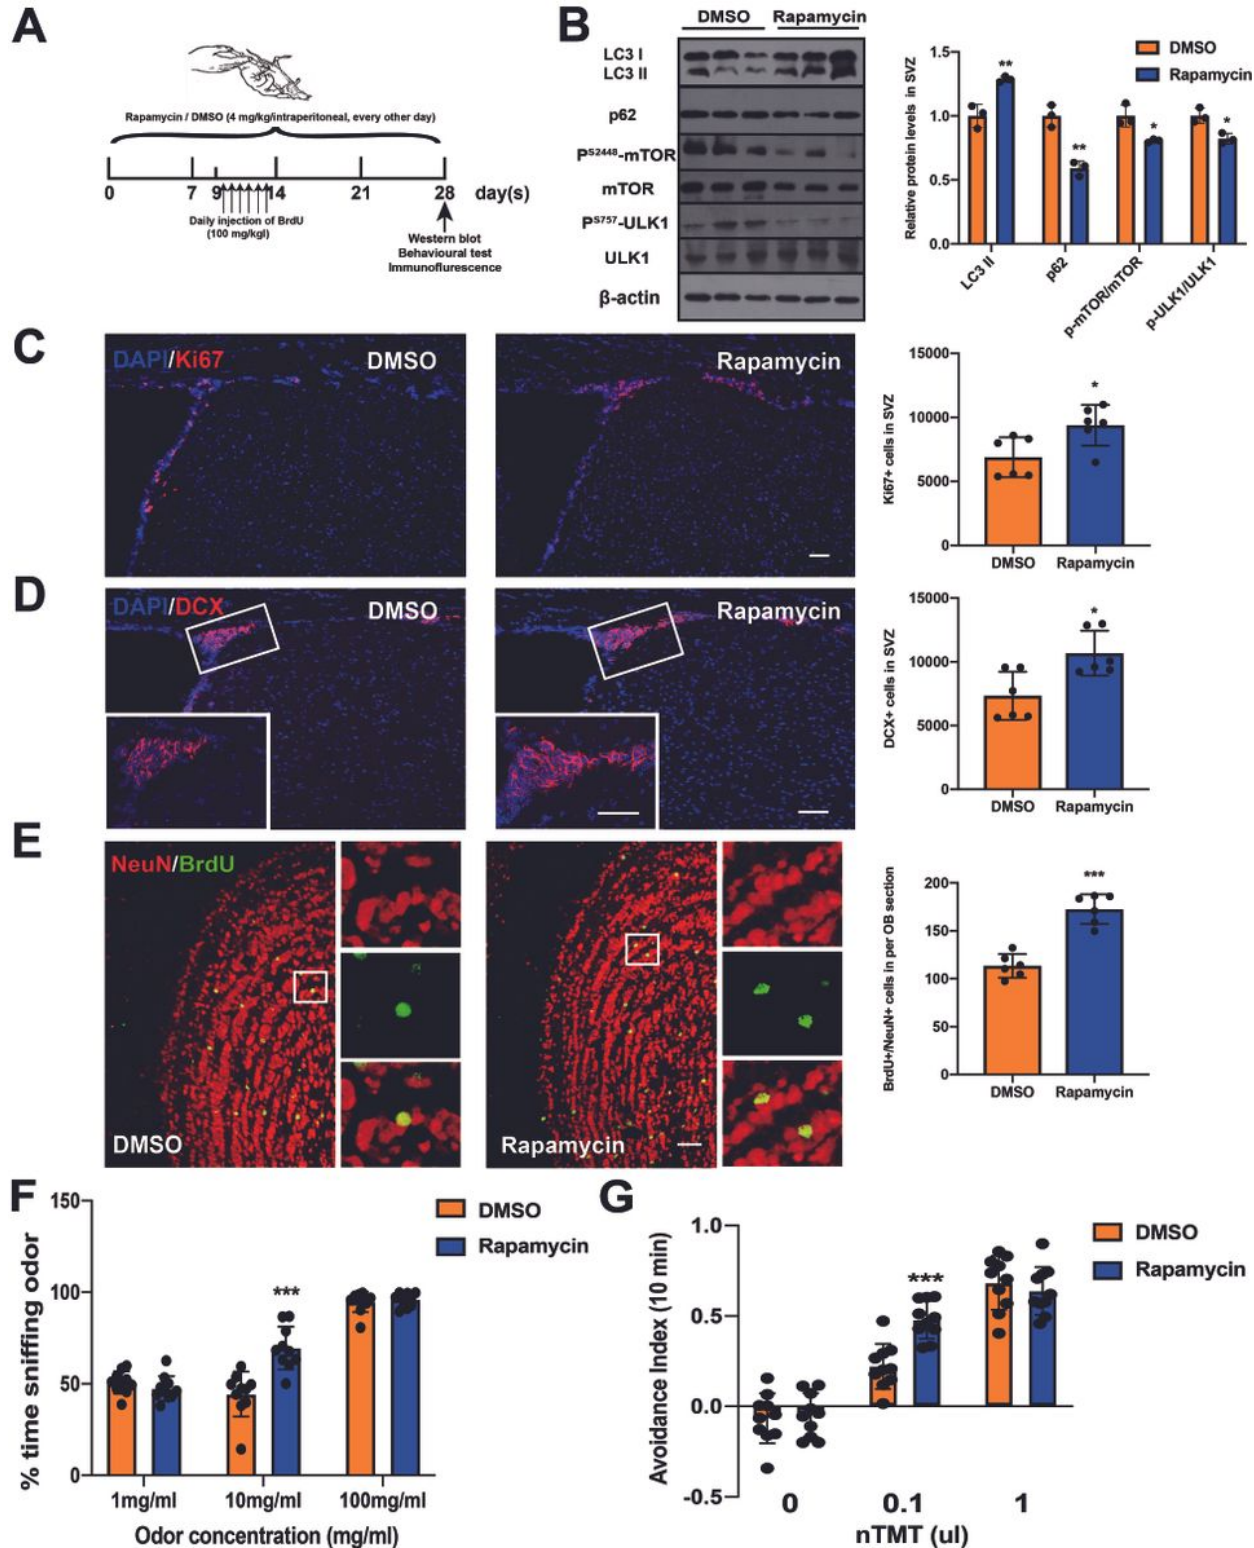 A
Rapamycin / DMSO (4 mg/kg/intraperitoneal, every other day)
0 7 9 14 21 28 day(s)
Daily injection of BrdU
(100 mg/kgl)
Western blot
Behavioural test
Immunoflurescence
B
DMSO Rapamycin
LC3 I
LC3 II
p62
PS2448-mTOR
mTOR
PS757-ULK1
ULK1
β-actin
Relative protein levels in SVZ
1.5
1.0
0.5
0.0
DMSO
Rapamycin
**
**
*
*
LC3 II
p62
p-mTOR/mTOR
p-ULK1/ULK1
C
DAPI/Ki67
DMSO
Rapamycin
Ki67+ cells in SVZ
15000
10000
5000
0
*
DMSO
Rapamycin
D
DAPI/DCX
DMSO
Rapamycin
DCX+ cells in SVZ
15000
10000
5000
0
*
DMSO
Rapamycin
E
NeuN/BrdU
DMSO
Rapamycin
BrdU+/NeuN+ cells in per OB section
200
150
100
50
0
***
DMSO
Rapamycin
F
% time sniffing odor
150
100
50
0
***
DMSO
Rapamycin
1mg/ml 10mg/ml 100mg/ml
Odor concentration (mg/ml)
G
Avoidance Index (10 min)
1.0
0.5
0.0
-0.5
***
DMSO
Rapamycin
0 0.1 1
nTMT (ul)